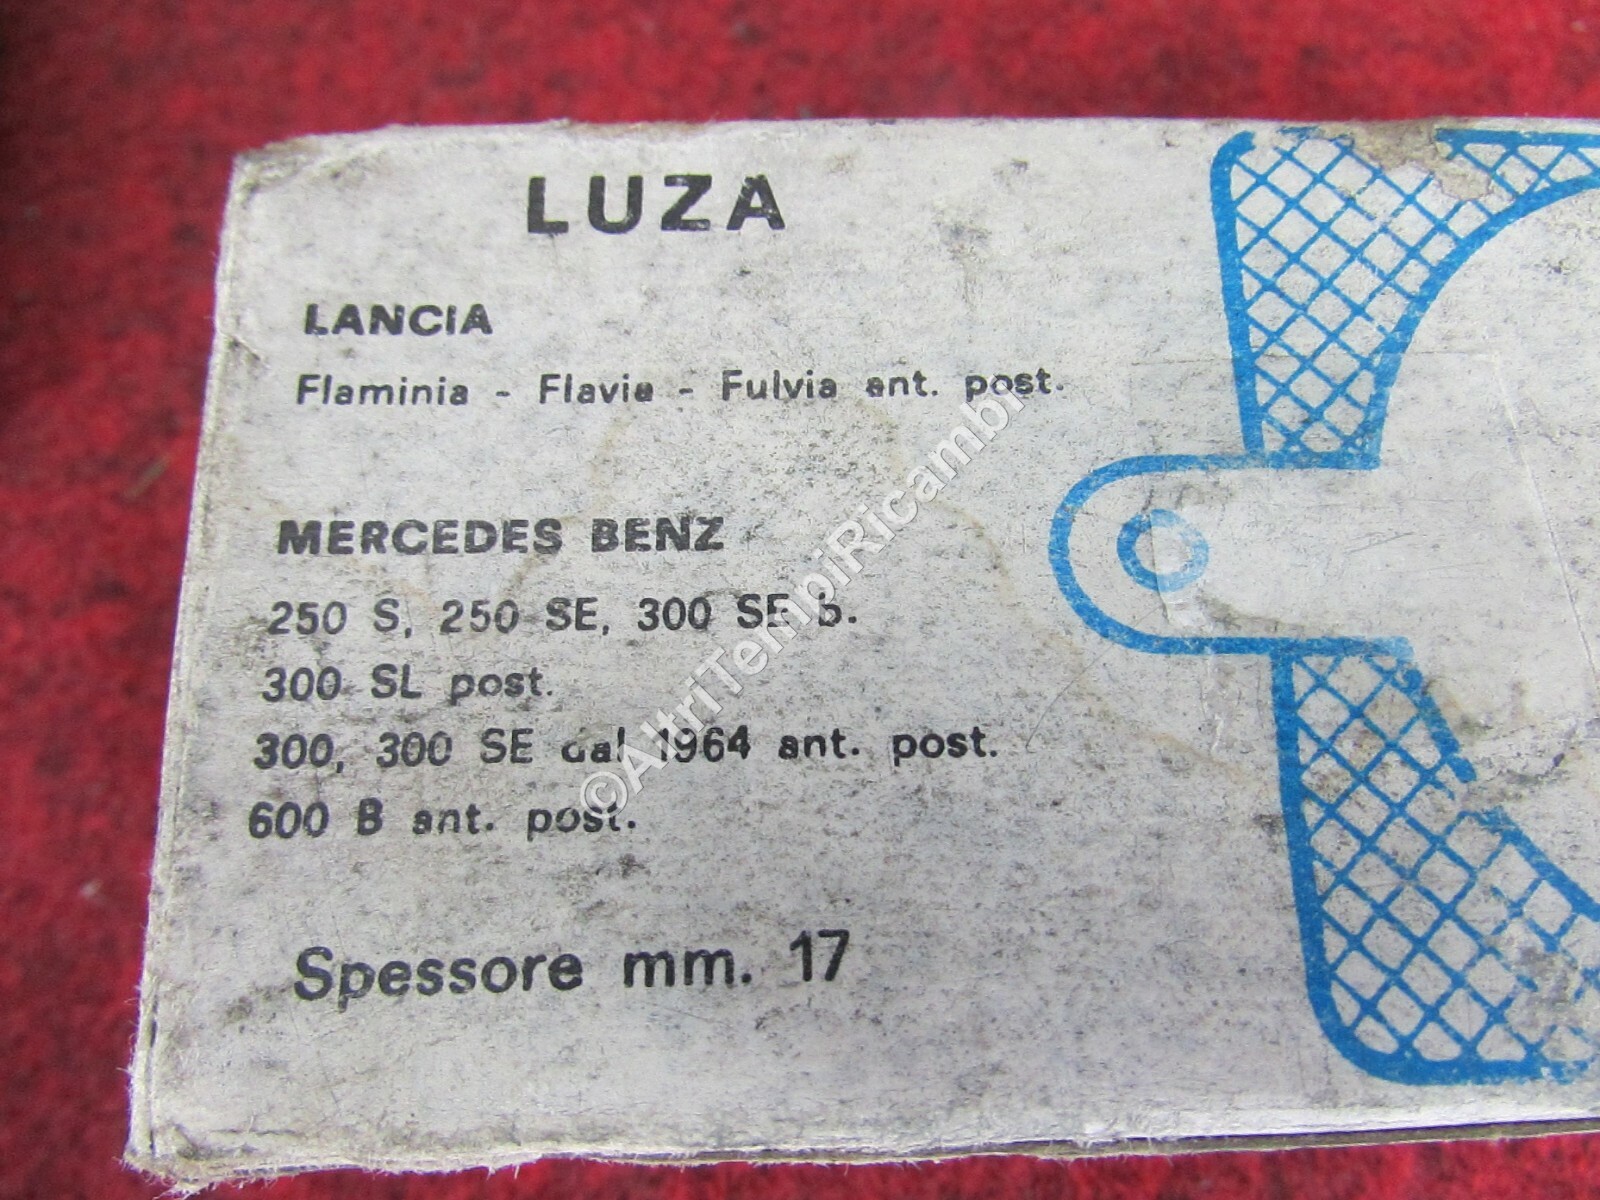 LUZA
LANCIA
Flaminia - Flavia - Fulvia ant. post.
MERCEDES BENZ
250 S, 250 SE, 300 SE b.
300 SL post.
300, 300 SE dal 1964 ant. post.
600 B ant. post.
Spessore mm. 17
©AltriTempiRicambi